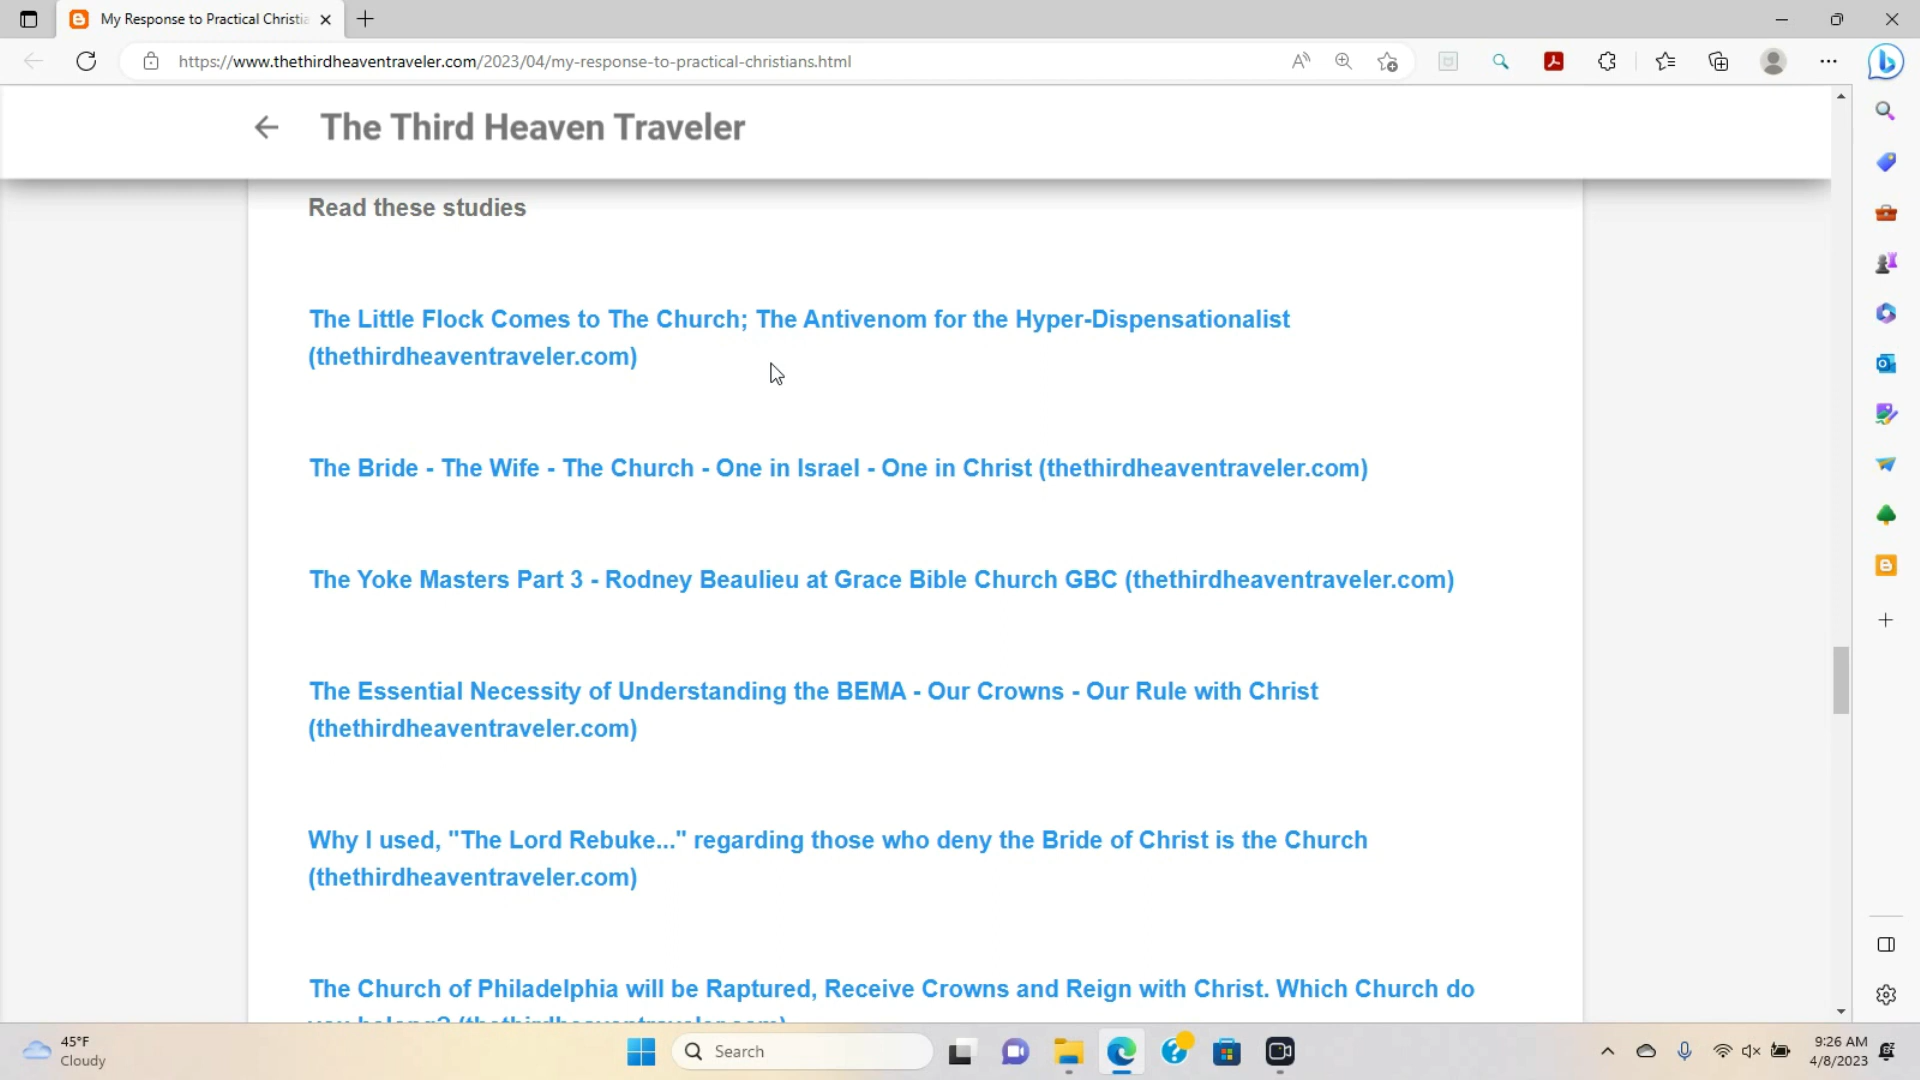 My Response to Practical Christia
https://www.thethirdheaventraveler.com/2023/04/my-response-to-practical-christians.html
The Third Heaven Traveler
Read these studies
The Little Flock Comes to The Church; The Antivenom for the Hyper-Dispensationalist
(thethirdheaventraveler.com)
The Bride - The Wife - The Church - One in Israel - One in Christ (thethirdheaventraveler.com)
The Yoke Masters Part 3 - Rodney Beaulieu at Grace Bible Church GBC (thethirdheaventraveler.com)
The Essential Necessity of Understanding the BEMA - Our Crowns - Our Rule with Christ
(thethirdheaventraveler.com)
Why I used, "The Lord Rebuke..." regarding those who deny the Bride of Christ is the Church
(thethirdheaventraveler.com)
The Church of Philadelphia will be Raptured, Receive Crowns and Reign with Christ. Which Church do
you belong? (thethirdheaventraveler.com)
45°F
Cloudy
Search
9:26 AM
4/8/2023